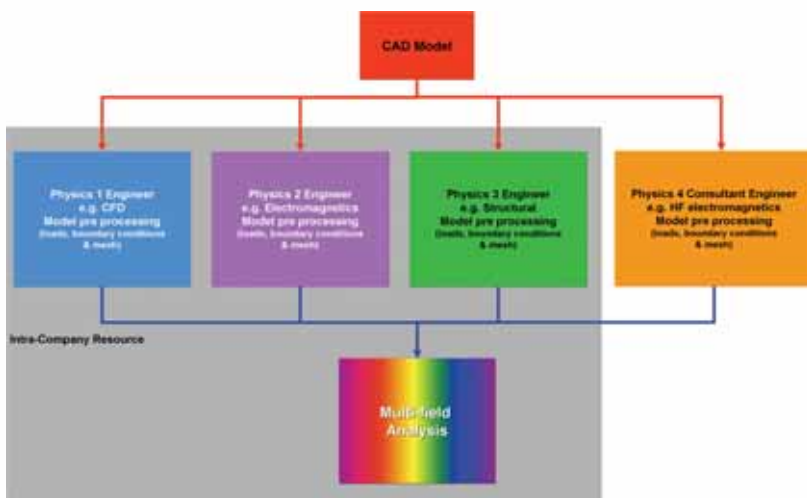 CAD Model
Physics 1 Engineer
e.g. CFD
Model pre processing
(loads, boundary conditions
& mesh)
Physics 2 Engineer
e.g. Electromagnetics
Model pre processing
(loads, boundary conditions
& mesh)
Physics 3 Engineer
e.g. Structural
Model pre processing
(loads, boundary conditions
& mesh)
Physics 4 Consultant Engineer
e.g. HF electromagnetics
Model pre processing
(loads, boundary conditions
& mesh)
Intra-Company Resource
Multi-field
Analysis